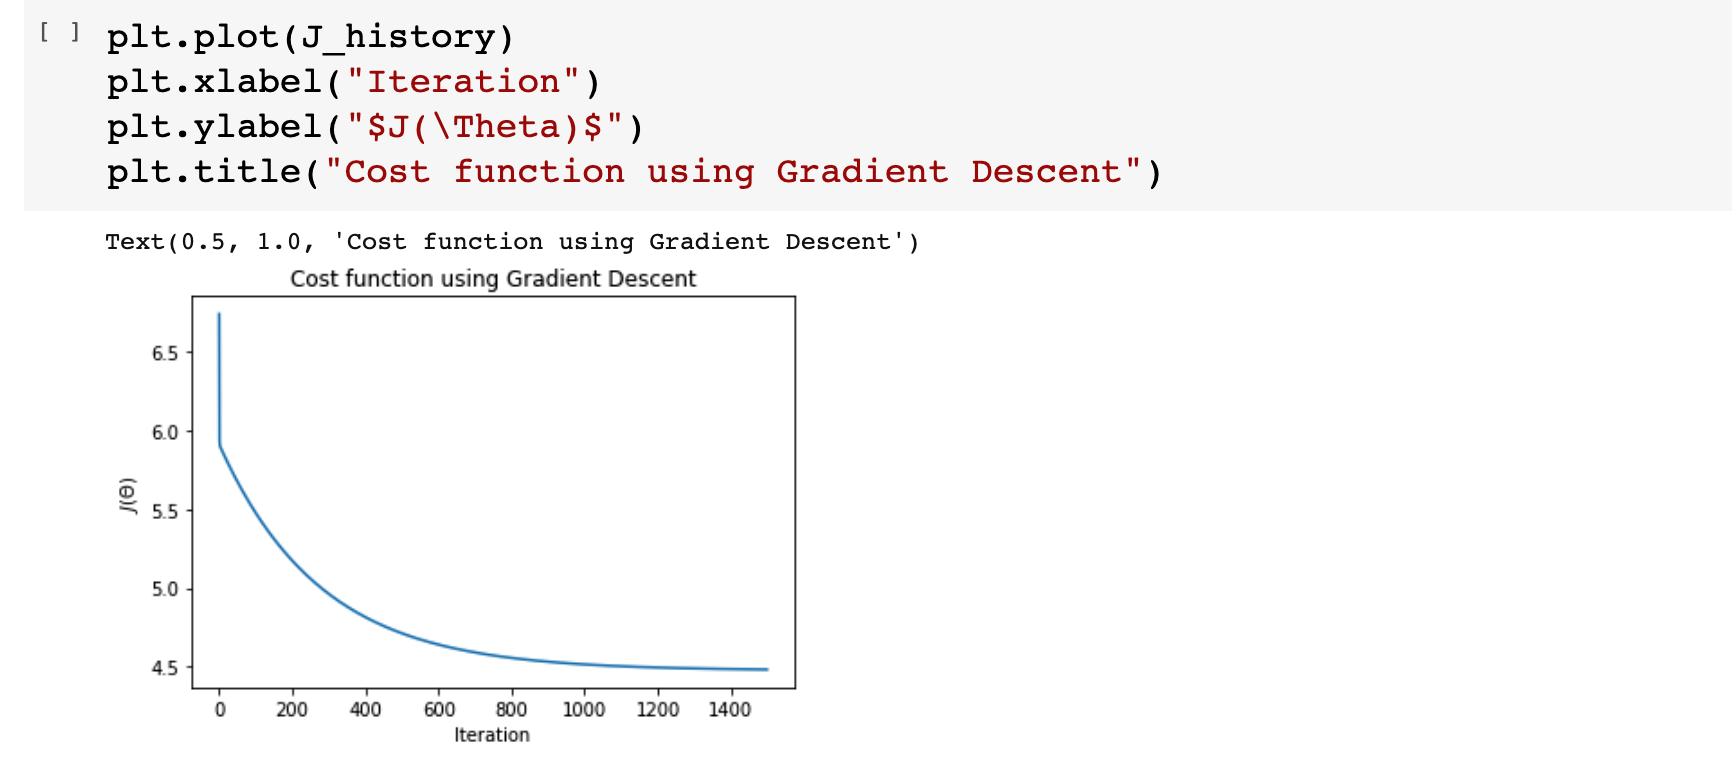 [ ] plt.plot(J_history)
plt.xlabel("Iteration")
plt.ylabel("$J(\Theta)$")
plt.title("Cost function using Gradient Descent")
Text(0.5, 1.0, 'Cost function using Gradient Descent')
Cost function using Gradient Descent
6.5
6.0
5.5
5.0
4.5
J(Θ)
0 200 400 600 800 1000 1200 1400
Iteration